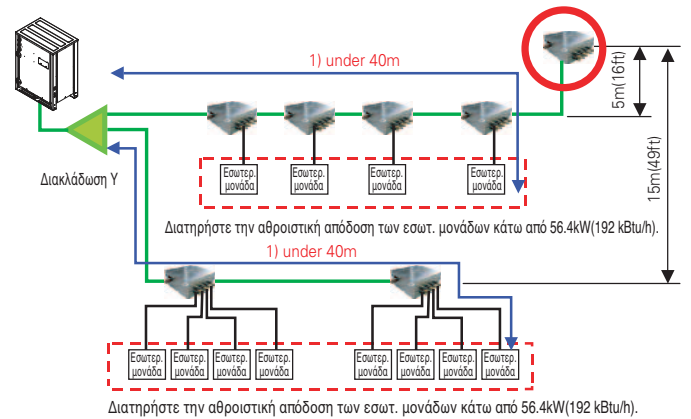 1) under 40m
5m(16ft)
15m(49ft)
Διακλάδωση Y
Εσωτερ.
μονάδα
Εσωτερ.
μονάδα
Εσωτερ.
μονάδα
Εσωτερ.
μονάδα
Διατηρήστε την αθροιστική απόδοση των εσωτ. μονάδων κάτω από 56.4kW(192 kBtu/h).
1) under 40m
Εσωτερ.
μονάδα
Εσωτερ.
μονάδα
Εσωτερ.
μονάδα
Εσωτερ.
μονάδα
Εσωτερ.
μονάδα
Εσωτερ.
μονάδα
Εσωτερ.
μονάδα
Εσωτερ.
μονάδα
Διατηρήστε την αθροιστική απόδοση των εσωτ. μονάδων κάτω από 56.4kW(192 kBtu/h).